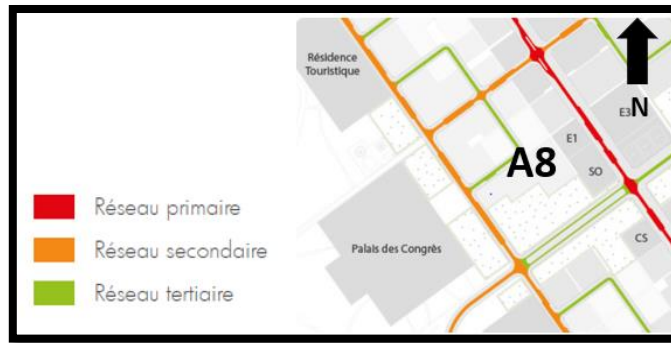 Résidence
Touristique
N
E3
E1
A8
SO
Réseau primaire
Réseau secondaire
Palais des Congrès
CS
Réseau tertiaire